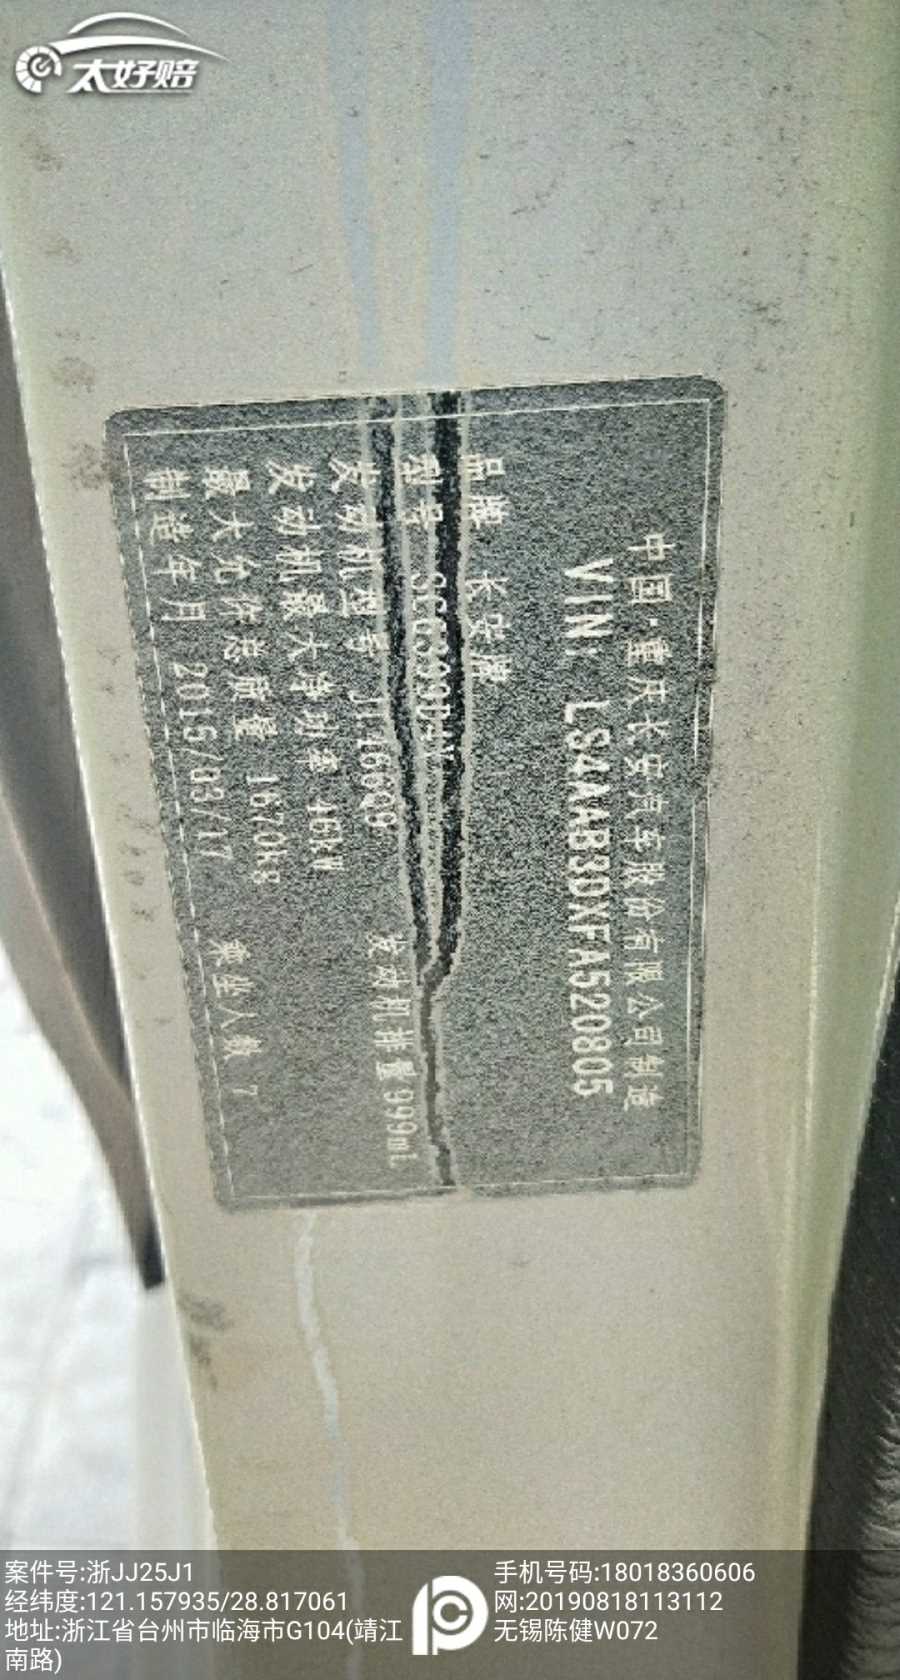 太好赔
中国·重庆长安汽车股份有限公司制造
VIN: LS4AAB3DXFA520805
品牌 长安牌
型号
发动机型号 发动机排量 999mL
发动机最大净功率 46kW
最大允许总质量 1670kg
制造年月 2015/03/17 乘坐人数 7
案件号:浙JJ25J1
经纬度:121.157935/28.817061
地址:浙江省台州市临海市G104(靖江
南路)
手机号码:18018360606
网:20190818113112
无锡陈健W072